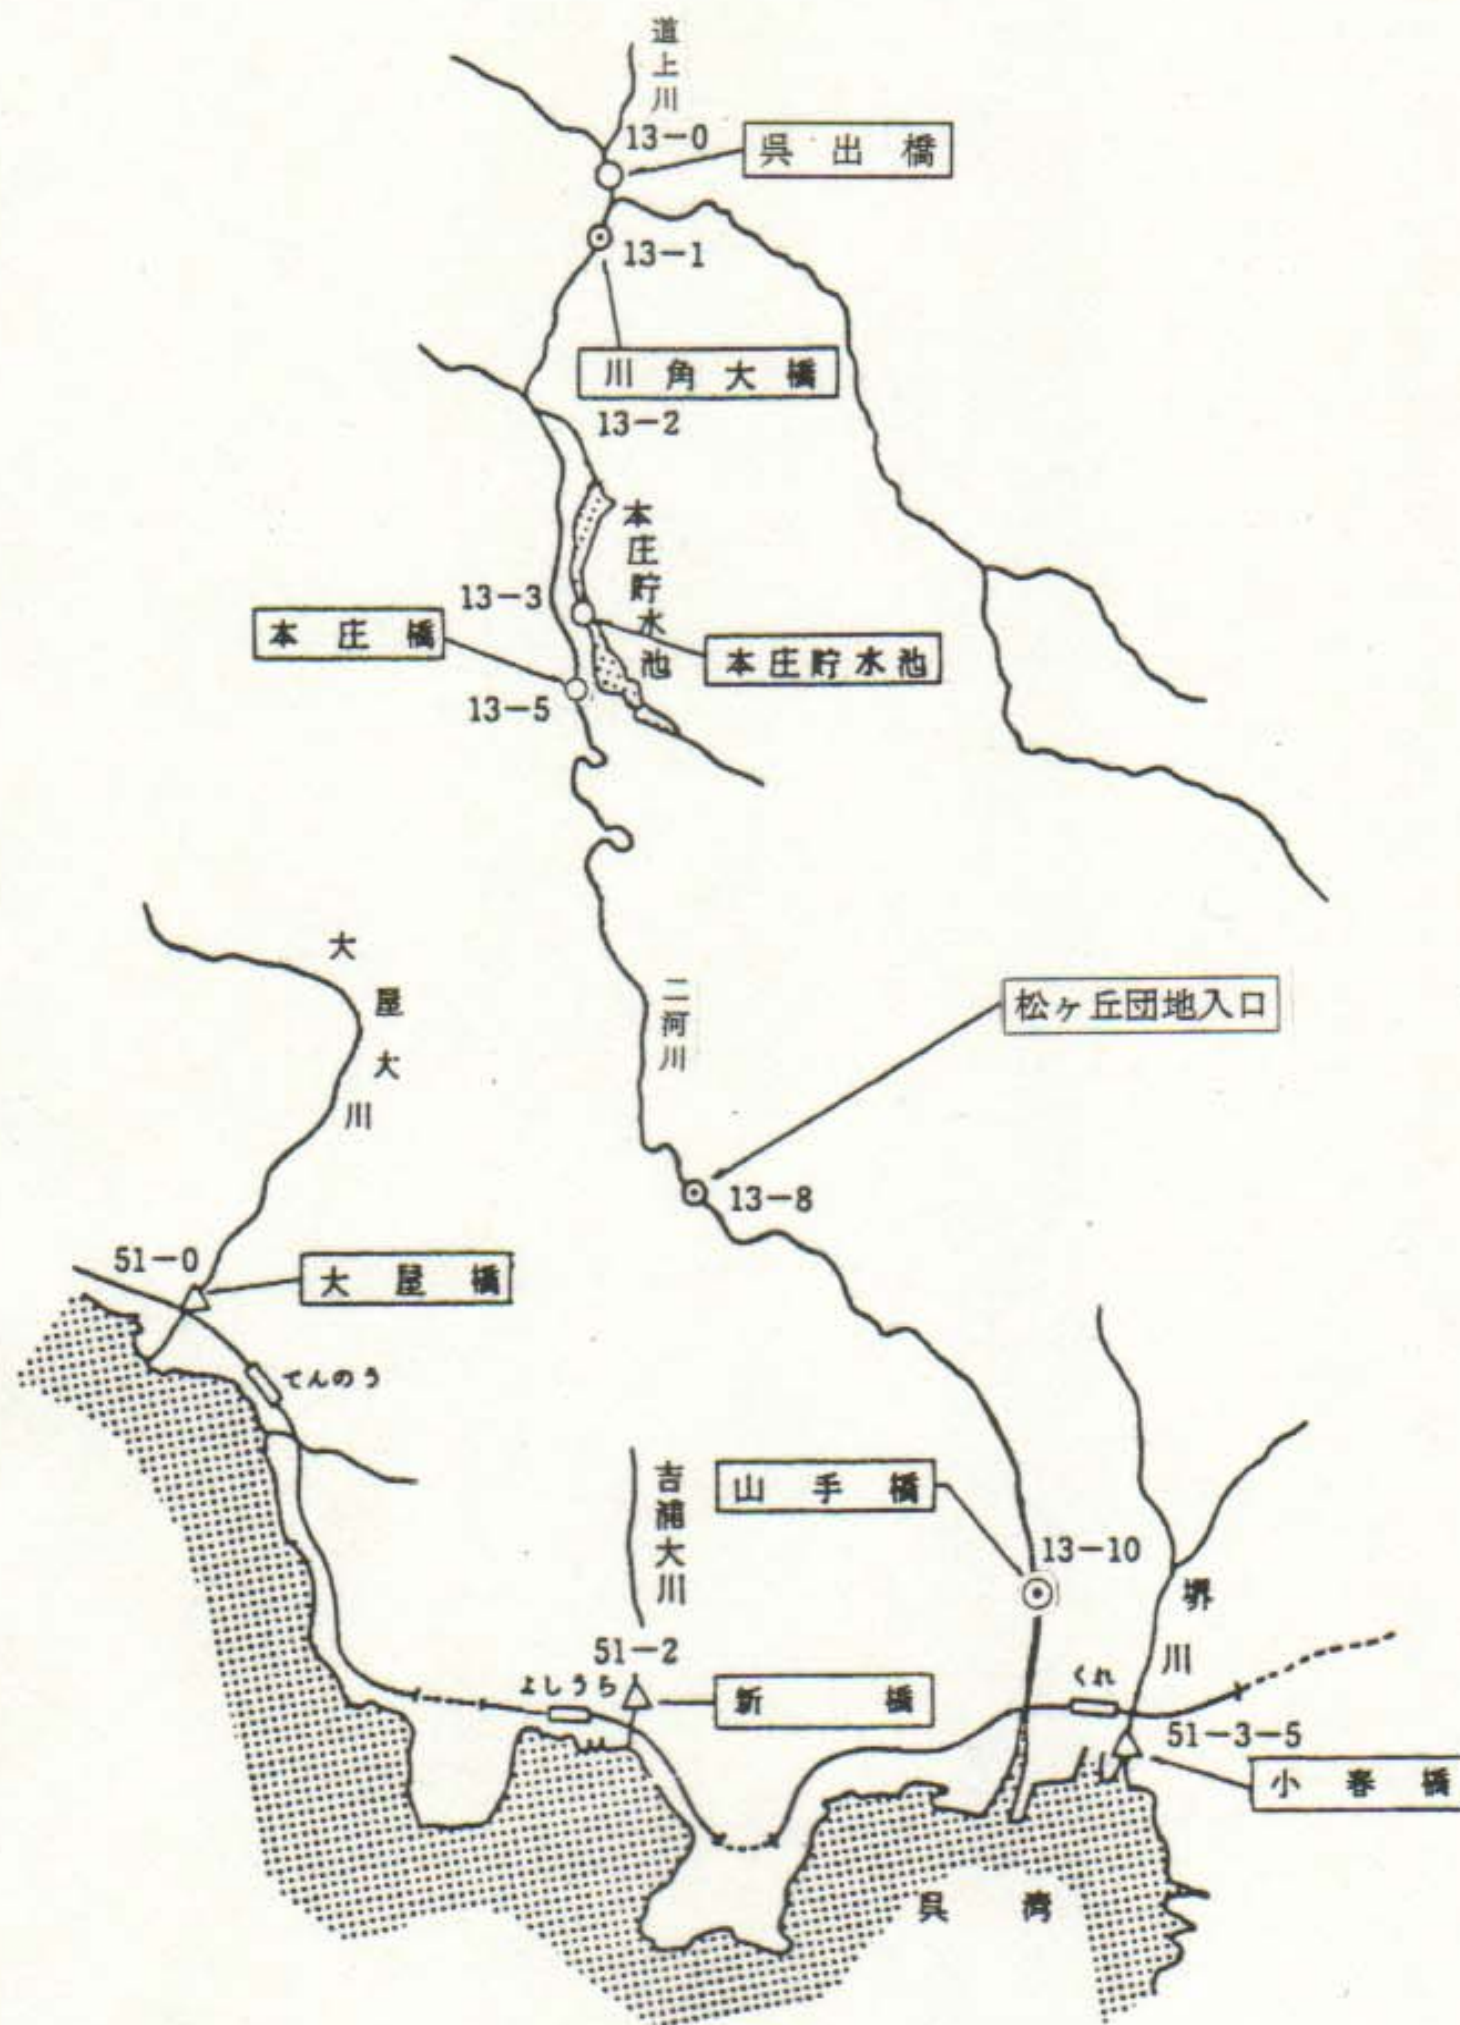 道上川
13-0
呉出橋
13-1
川角大橋
13-2
本庄貯水池
13-3
本庄橋
本庄貯水池
13-5
大屋大川
二河川
松ヶ丘団地入口
13-8
51-0
大屋橋
てんのう
吉浦大川
山手橋
13-10
堺川
51-2
よしうら
新橋
くれ
51-3-5
小春橋
呉湾